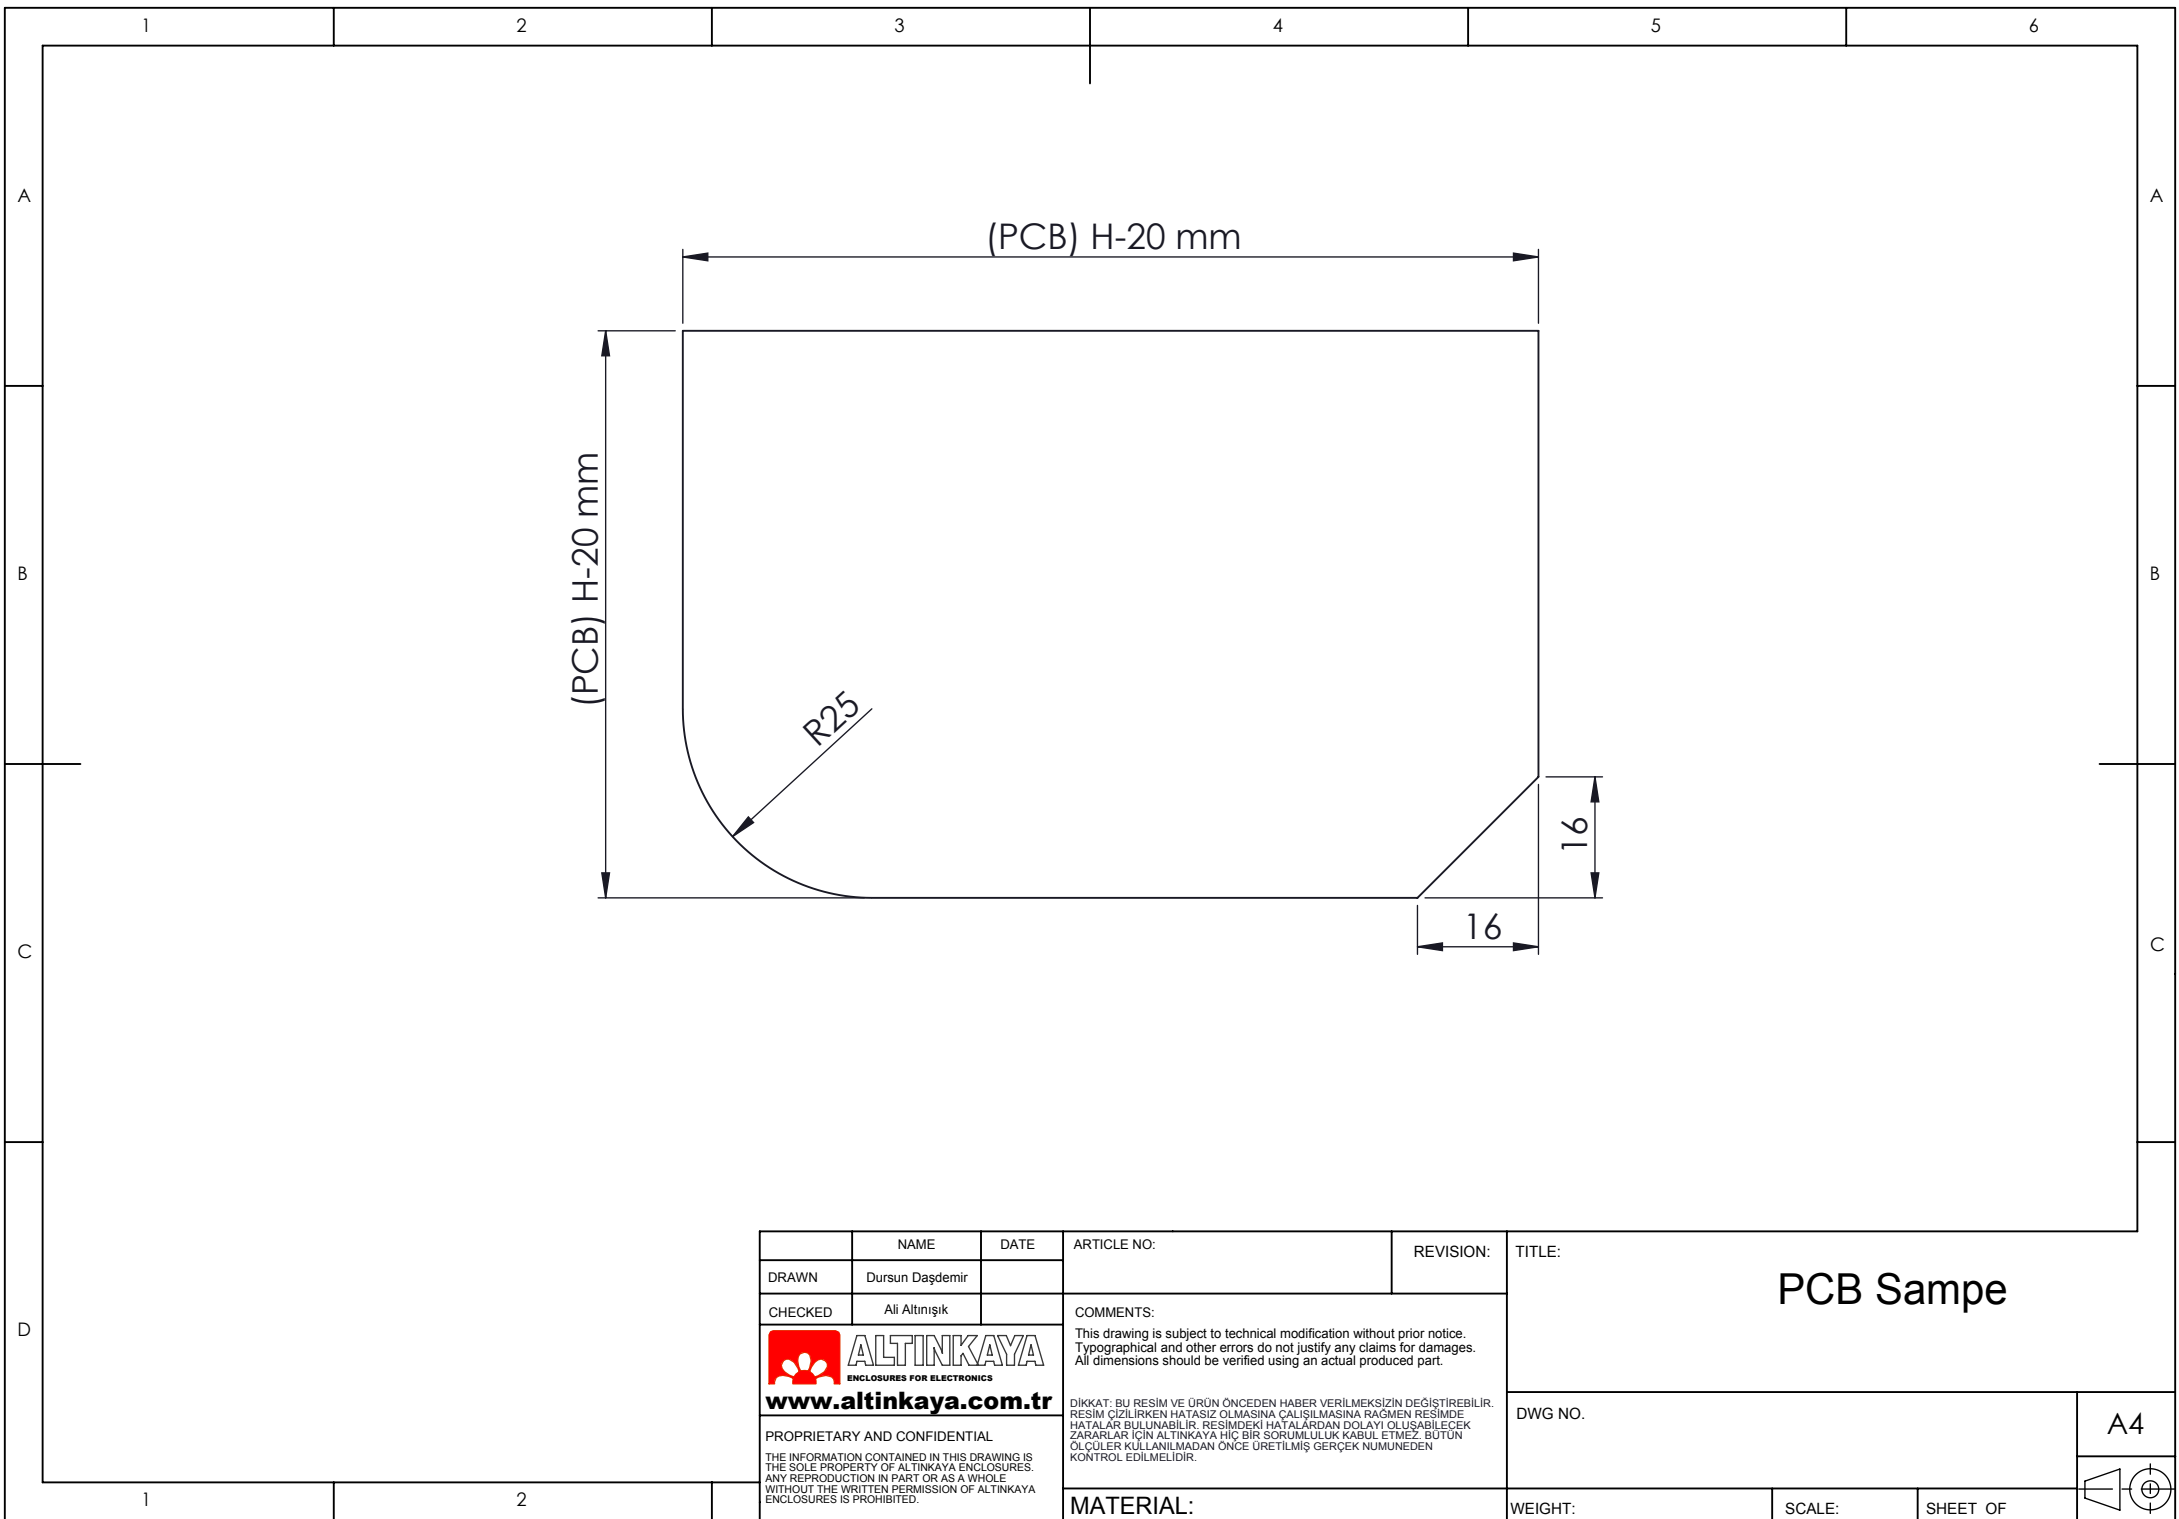 1 2 3 4 5 6
A A
(PCB) H-20 mm
(PCB) H-20 mm
B B
R25
16
16
C C
D
NAME DATE
DRAWN Dursun Daşdemir
CHECKED Ali Altınışık
ALTINKAYA
ENCLOSURES FOR ELECTRONICS
www.altinkaya.com.tr
PROPRIETARY AND CONFIDENTIAL
THE INFORMATION CONTAINED IN THIS DRAWING IS
THE SOLE PROPERTY OF ALTINKAYA ENCLOSURES.
ANY REPRODUCTION IN PART OR AS A WHOLE
WITHOUT THE WRITTEN PERMISSION OF ALTINKAYA
ENCLOSURES IS PROHIBITED.
ARTICLE NO:
REVISION:
COMMENTS:
This drawing is subject to technical modification without prior notice.
Typographical and other errors do not justify any claims for damages.
All dimensions should be verified using an actual produced part.
DİKKAT: BU RESİM VE ÜRÜN ÖNCEDEN HABER VERİLMEKSİZİN DEĞİŞTİREBİLİR.
RESİM ÇİZİLİRKEN HATASIZ OLMASINA ÇALIŞILMASINA RAĞMEN RESİMDE
HATALAR BULUNABİLİR. RESİMDEKİ HATALARDAN DOLAYI OLUŞABİLECEK
ZARARLAR İÇİN ALTINKAYA HİÇ BİR SORUMLULUK KABUL ETMEZ. BÜTÜN
ÖLÇÜLER KULLANILMADAN ÖNCE ÜRETİLMİŞ GERÇEK NUMUNEDEN
KONTROL EDİLMELİDİR.
MATERIAL:
TITLE:
PCB Sampe
DWG NO.
A4
WEIGHT:
SCALE:
SHEET OF
1 2